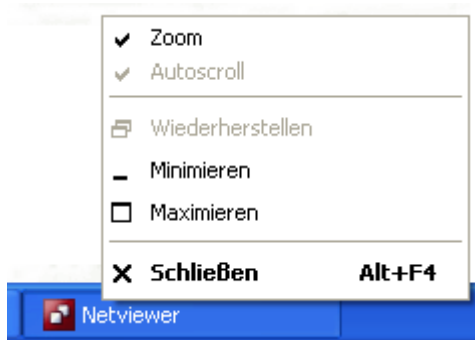 Zoom
Autoscroll
Wiederherstellen
Minimieren
Maximieren
Schließen Alt+F4
Netviewer